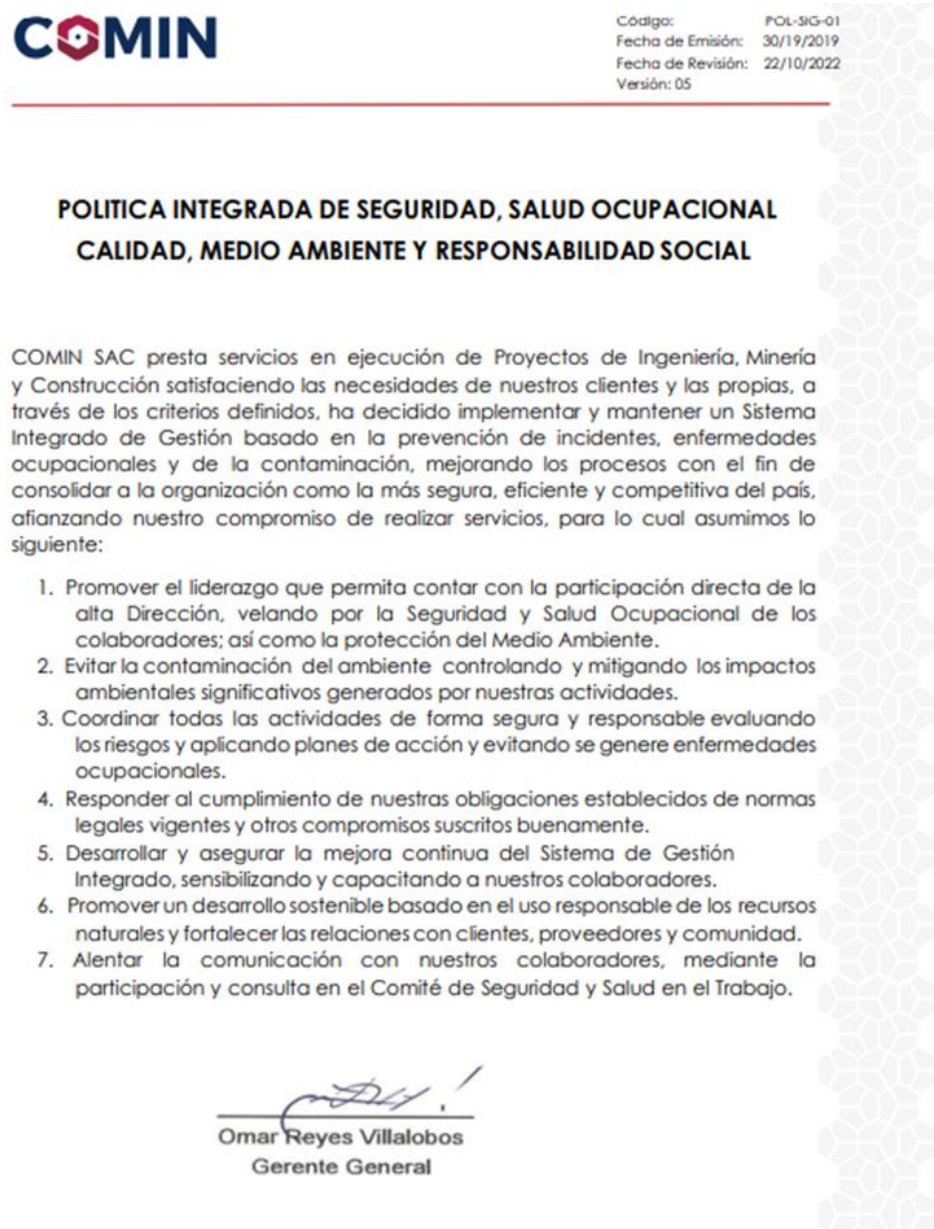 COMIN
Código: POL-SIG-01
Fecha de Emisión: 30/19/2019
Fecha de Revisión: 22/10/2022
Versión: 05
POLITICA INTEGRADA DE SEGURIDAD, SALUD OCUPACIONAL
CALIDAD, MEDIO AMBIENTE Y RESPONSABILIDAD SOCIAL
COMIN SAC presta servicios en ejecución de Proyectos de Ingeniería, Minería
y Construcción satisfaciendo las necesidades de nuestros clientes y las propias, a
través de los criterios definidos, ha decidido implementar y mantener un Sistema
Integrado de Gestión basado en la prevención de incidentes, enfermedades
ocupacionales y de la contaminación, mejorando los procesos con el fin de
consolidar a la organización como la más segura, eficiente y competitiva del país,
afianzando nuestro compromiso de realizar servicios, para lo cual asumimos lo
siguiente:
1. Promover el liderazgo que permita contar con la participación directa de la
alta Dirección, velando por la Seguridad y Salud Ocupacional de los
colaboradores; así como la protección del Medio Ambiente.
2. Evitar la contaminación del ambiente controlando y mitigando los impactos
ambientales significativos generados por nuestras actividades.
3. Coordinar todas las actividades de forma segura y responsable evaluando
los riesgos y aplicando planes de acción y evitando se genere enfermedades
ocupacionales.
4. Responder al cumplimiento de nuestras obligaciones establecidos de normas
legales vigentes y otros compromisos suscritos buenamente.
5. Desarrollar y asegurar la mejora continua del Sistema de Gestión
Integrado, sensibilizando y capacitando a nuestros colaboradores.
6. Promover un desarrollo sostenible basado en el uso responsable de los recursos
naturales y fortalecer las relaciones con clientes, proveedores y comunidad.
7. Alentar la comunicación con nuestros colaboradores, mediante la
participación y consulta en el Comité de Seguridad y Salud en el Trabajo.
Omar Reyes Villalobos
Gerente General